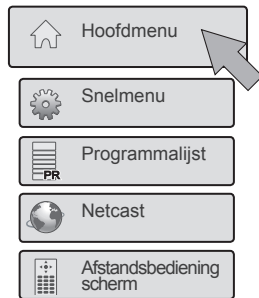 Hoofdmenu
Snelmenu
PR
Programmalijst
Netcast
Afstandsbediening
scherm